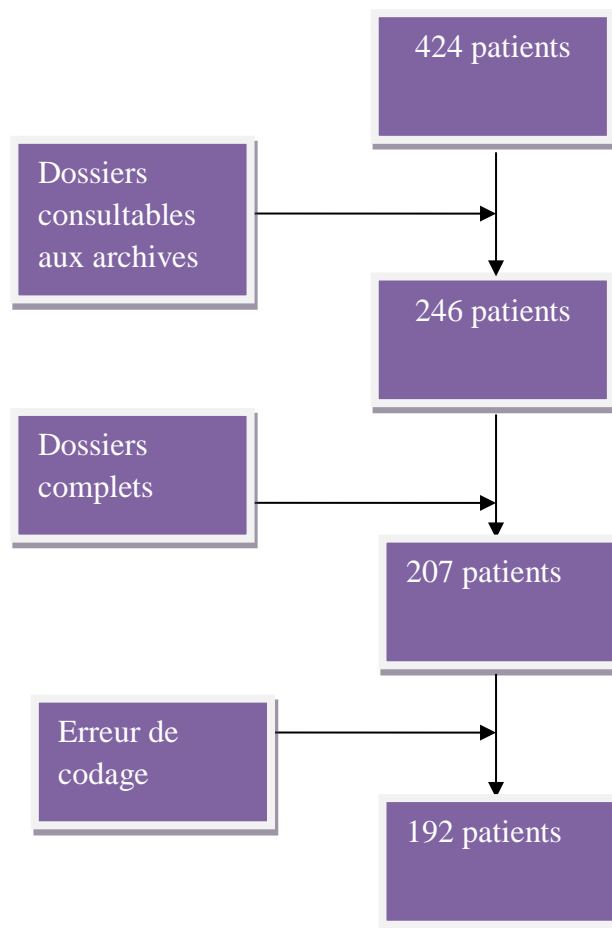 424 patients
Dossiers
consultables
aux archives
246 patients
Dossiers
complets
207 patients
Erreur de
codage
192 patients